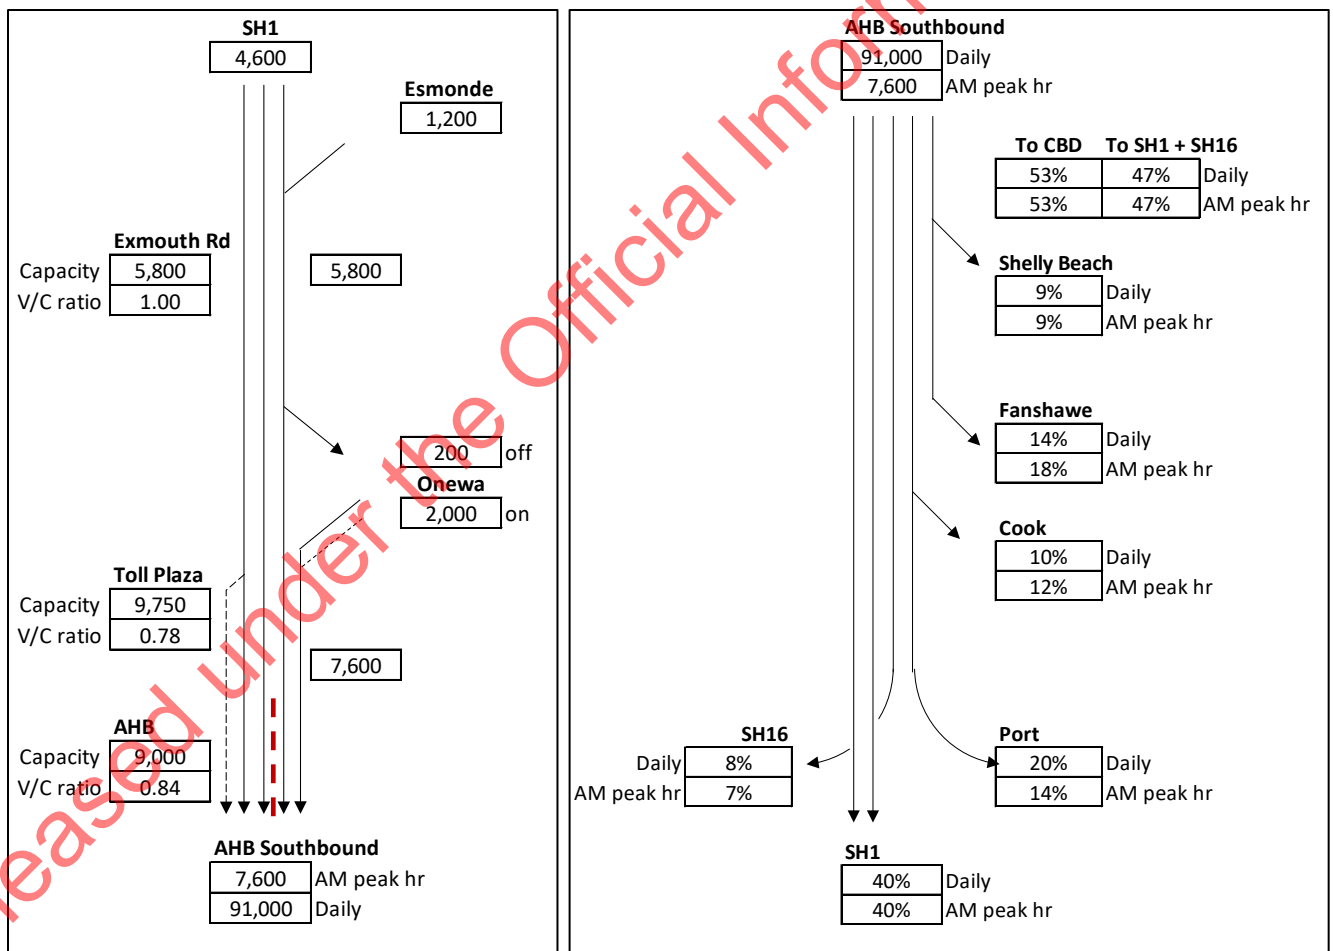 SH1
4,600
Esmonde
1,200
Exmouth Rd
Capacity 5,800
V/C ratio 1.00
5,800
200 off
Onewa
2,000 on
Toll Plaza
Capacity 9,750
V/C ratio 0.78
7,600
AHB
Capacity 9,000
V/C ratio 0.84
AHB Southbound
7,600 AM peak hr
91,000 Daily
AHB Southbound
91,000 Daily
7,600 AM peak hr
To CBD To SH1 + SH16
53% 47% Daily
53% 47% AM peak hr
Shelly Beach
9% Daily
9% AM peak hr
Fanshawe
14% Daily
18% AM peak hr
Cook
10% Daily
12% AM peak hr
SH16
Daily 8%
AM peak hr 7%
Port
20% Daily
14% AM peak hr
SH1
40% Daily
40% AM peak hr
eased under the Official Inform